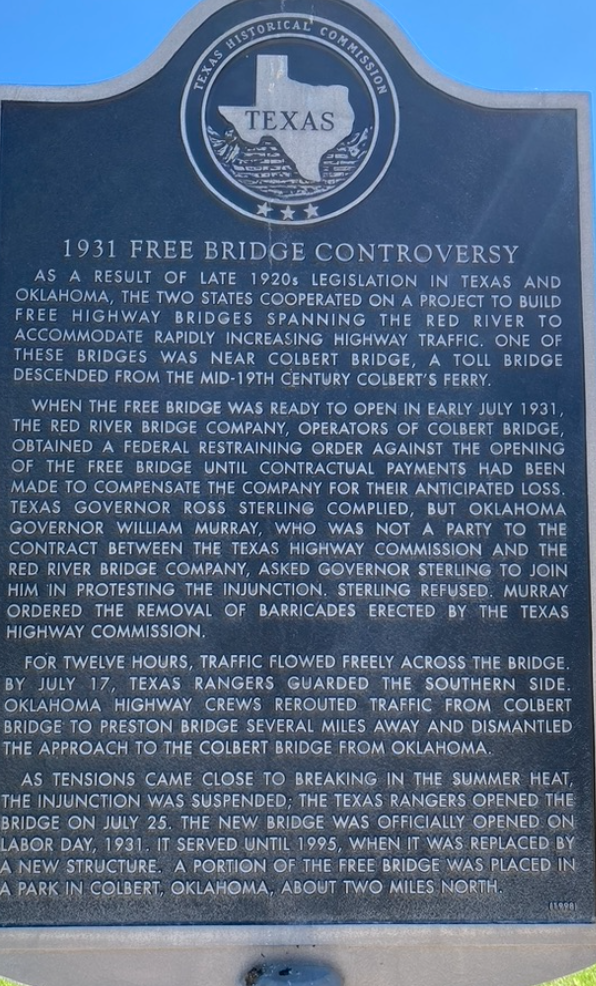 TEXAS HISTORICAL COMMISSION
TEXAS
1931 FREE BRIDGE CONTROVERSY
AS A RESULT OF LATE 1920s LEGISLATION IN TEXAS AND
OKLAHOMA, THE TWO STATES COOPERATED ON A PROJECT TO BUILD
FREE HIGHWAY BRIDGES SPANNING THE RED RIVER TO
ACCOMMODATE RAPIDLY INCREASING HIGHWAY TRAFFIC. ONE OF
THESE BRIDGES WAS NEAR COLBERT BRIDGE, A TOLL BRIDGE
DESCENDED FROM THE MID-19TH CENTURY COLBERT'S FERRY.
WHEN THE FREE BRIDGE WAS READY TO OPEN IN EARLY JULY 1931,
THE RED RIVER BRIDGE COMPANY, OPERATORS OF COLBERT BRIDGE,
OBTAINED A FEDERAL RESTRAINING ORDER AGAINST THE OPENING
OF THE FREE BRIDGE UNTIL CONTRACTUAL PAYMENTS HAD BEEN
MADE TO COMPENSATE THE COMPANY FOR THEIR ANTICIPATED LOSS.
TEXAS GOVERNOR ROSS STERLING COMPLIED, BUT OKLAHOMA
GOVERNOR WILLIAM MURRAY, WHO WAS NOT A PARTY TO THE
CONTRACT BETWEEN THE TEXAS HIGHWAY COMMISSION AND THE
RED RIVER BRIDGE COMPANY, ASKED GOVERNOR STERLING TO JOIN
HIM IN PROTESTING THE INJUNCTION. STERLING REFUSED. MURRAY
ORDERED THE REMOVAL OF BARRICADES ERECTED BY THE TEXAS
HIGHWAY COMMISSION.
FOR TWELVE HOURS, TRAFFIC FLOWED FREELY ACROSS THE BRIDGE.
BY JULY 17, TEXAS RANGERS GUARDED THE SOUTHERN SIDE.
OKLAHOMA HIGHWAY CREWS REROUTED TRAFFIC FROM COLBERT
BRIDGE TO PRESTON BRIDGE SEVERAL MILES AWAY AND DISMANTLED
THE APPROACH TO THE COLBERT BRIDGE FROM OKLAHOMA.
AS TENSIONS CAME CLOSE TO BREAKING IN THE SUMMER HEAT,
THE INJUNCTION WAS SUSPENDED; THE TEXAS RANGERS OPENED THE
BRIDGE ON JULY 25. THE NEW BRIDGE WAS OFFICIALLY OPENED ON
LABOR DAY, 1931. IT SERVED UNTIL 1995, WHEN IT WAS REPLACED BY
A NEW STRUCTURE. A PORTION OF THE FREE BRIDGE WAS PLACED IN
A PARK IN COLBERT, OKLAHOMA, ABOUT TWO MILES NORTH.
(1998)